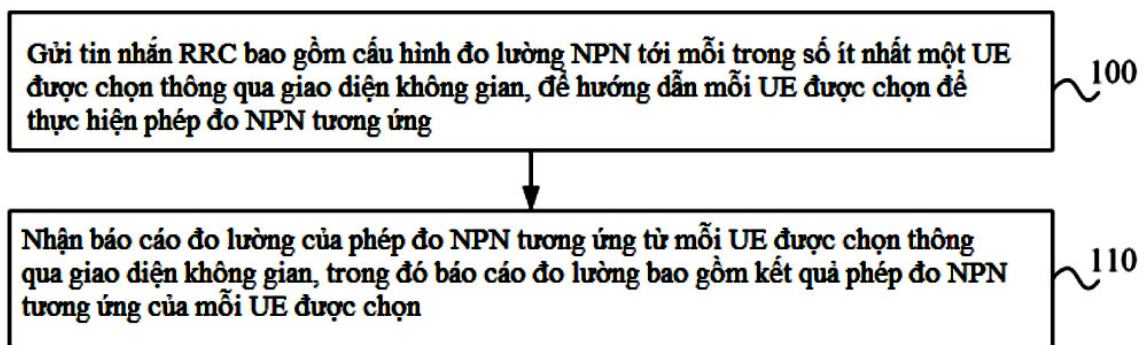 Gửi tin nhắn RRC bao gồm cấu hình đo lường NPN tới mỗi trong số ít nhất một UE
được chọn thông qua giao diện không gian, để hướng dẫn mỗi UE được chọn để
thực hiện phép đo NPN tương ứng
100
Nhận báo cáo đo lường của phép đo NPN tương ứng từ mỗi UE được chọn thông
qua giao diện không gian, trong đó báo cáo đo lường bao gồm kết quả phép đo NPN
tương ứng của mỗi UE được chọn
110